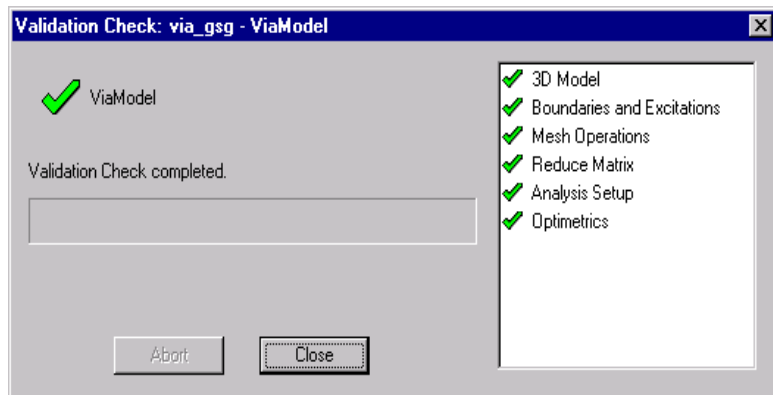 Validation Check: via_gsg - ViaModel
ViaModel
Validation Check completed.
Abort
Close
3D Model
Boundaries and Excitations
Mesh Operations
Reduce Matrix
Analysis Setup
Optimetrics